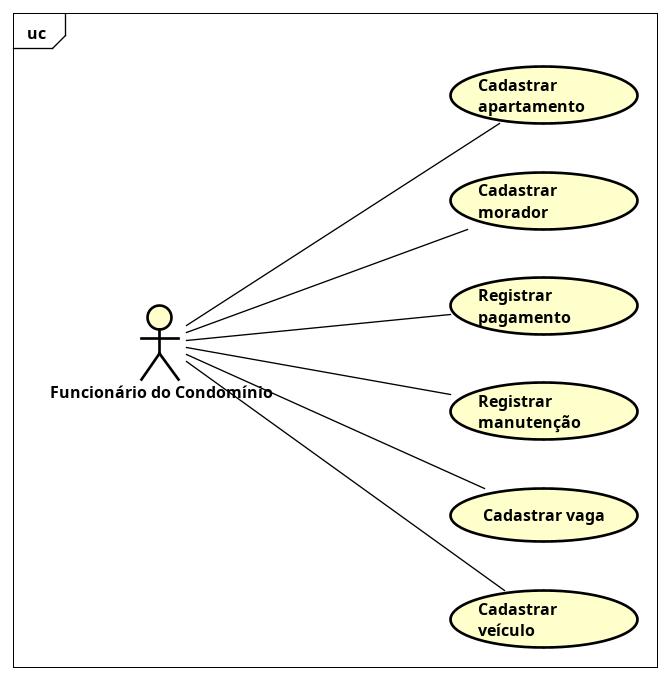 uc
Cadastrar
apartamento
Cadastrar
morador
Registrar
pagamento
Funcionário do Condomínio
Registrar
manutenção
Cadastrar vaga
Cadastrar
veículo